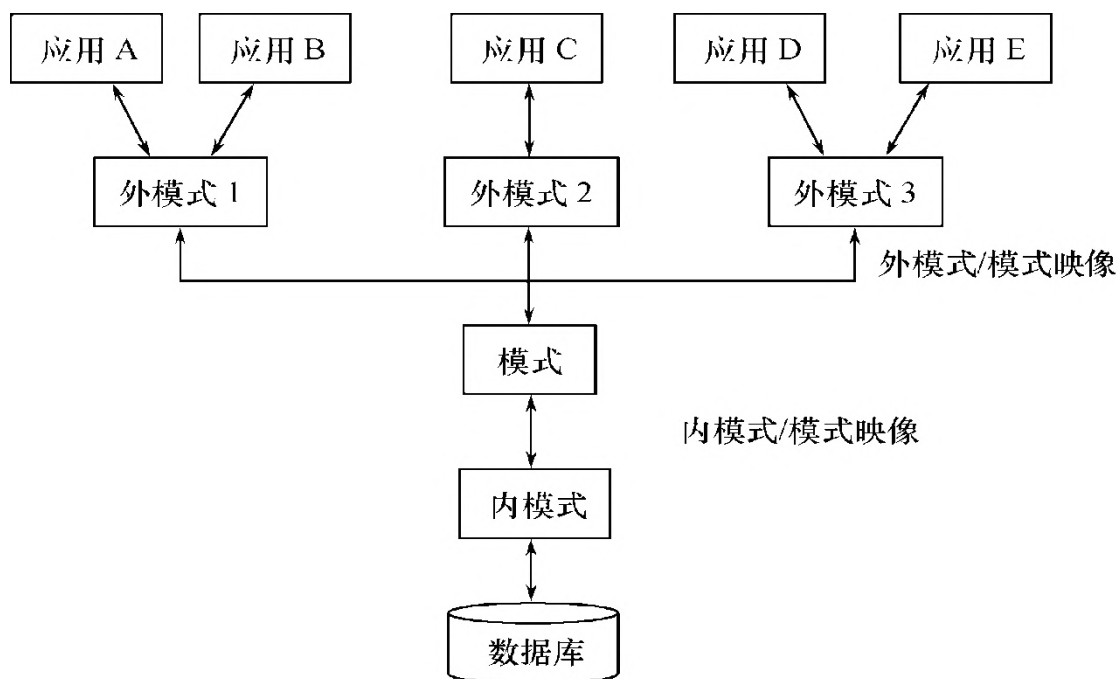 应用 A
应用 B
应用 C
应用 D
应用 E
外模式 1
外模式 2
外模式 3
外模式/模式映像
模式
内模式/模式映像
内模式
数据库